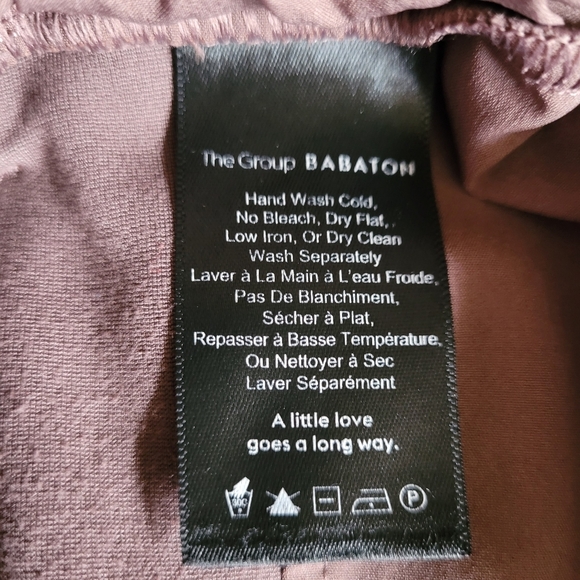 The Group BABATON
Hand Wash Cold,
No Bleach, Dry Flat,
Low Iron, Or Dry Clean
Wash Separately
Laver à La Main à L'eau Froide,
Pas De Blanchiment,
Sécher à Plat,
Repasser à Basse Température,
Ou Nettoyer à Sec
Laver Séparément
A little love
goes a long way.
30C P